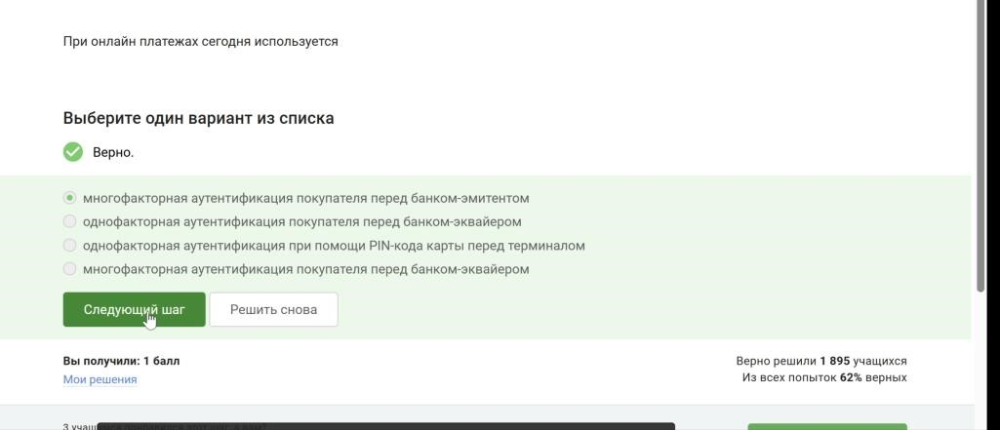 При онлайн платежах сегодня используется
Выберите один вариант из списка
Верно.
многофакторная аутентификация покупателя перед банком-эмитентом
однофакторная аутентификация покупателя перед банком-эквайером
однофакторная аутентификация при помощи PIN-кода карты перед терминалом
многофакторная аутентификация покупателя перед банком-эквайером
Следующий шаг
Решить снова
Вы получили: 1 балл
Верно решили 1 895 учащихся
Мои решения
Из всех попыток 62% верных